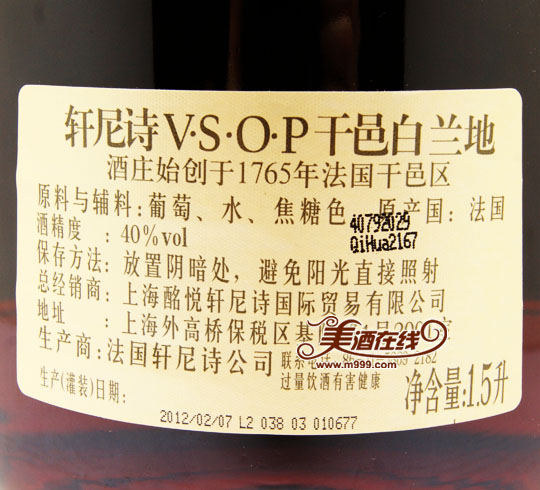 轩尼诗V·S·O·P干邑白兰地
酒庄始创于1765年法国干邑区
原料与辅料:葡萄、水、焦糖色 原产国:法国
40792029
QiHua2167
酒精度 :40%vol
保存方法:放置阴暗处,避免阳光直接照射
总经销商:上海酩悦轩尼诗国际贸易有限公司
地址 :上海外高桥保税区基
生产商:法国轩尼诗公司
联系电话
过量饮酒有害健康
净含量:1.5升
生产(灌装)日期:
2012/02/07 L2 038 03 010677
美酒在线
www.m999.com